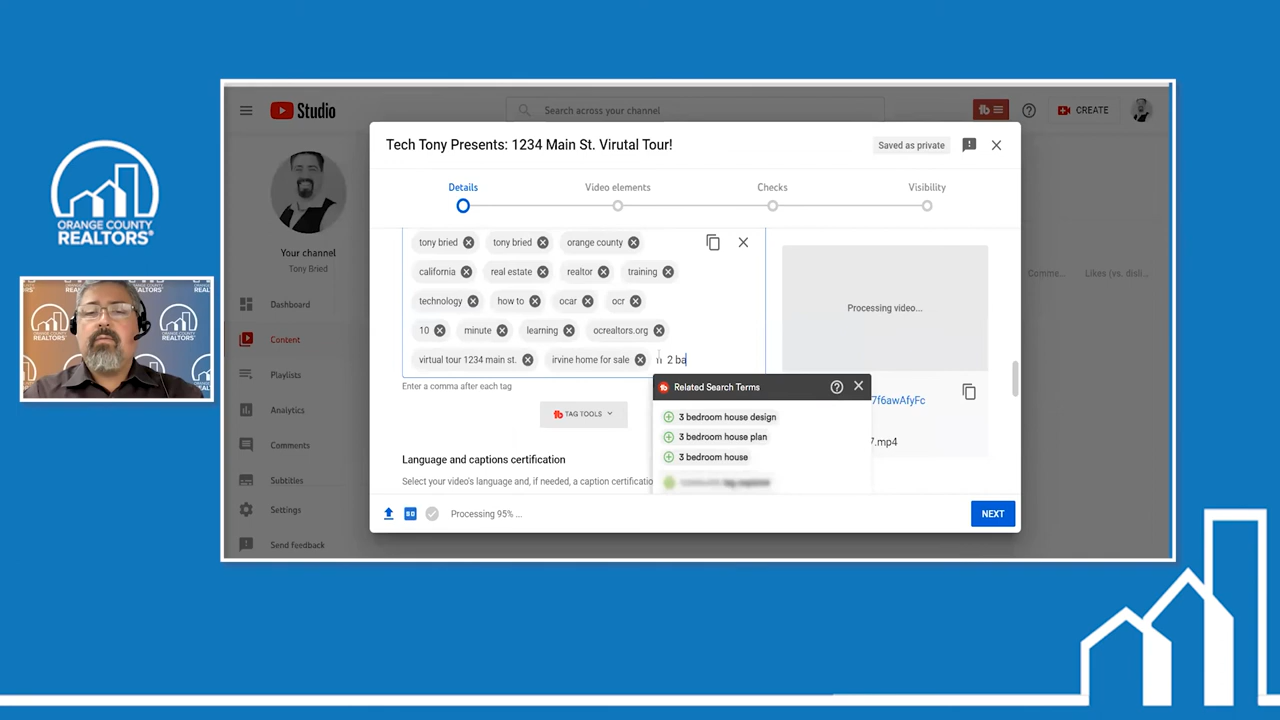 ORANGE COUNTY
REALTORS®
Studio
Search across your channel
CREATE
Your channel
Tony Bried
Dashboard
Content
Playlists
Analytics
Comments
Subtitles
Settings
Send feedback
Tech Tony Presents: 1234 Main St. Virutal Tour!
Saved as private
Details
Video elements
Checks
Visibility
tony bried tony bried orange county
california real estate realtor training
technology how to ocar ocr
10 minute learning ocrealtors.org
virtual tour 1234 main st. irvine home for sale 2 ba
Enter a comma after each tag
TAG TOOLS
Related Search Terms
3 bedroom house design
3 bedroom house plan
3 bedroom house
Language and captions certification
Select your video's language and, if needed, a caption certificatio
Processing video...
7f6awAfyFc
7.mp4
Comme... Likes (vs. disli...
Processing 95% ...
NEXT